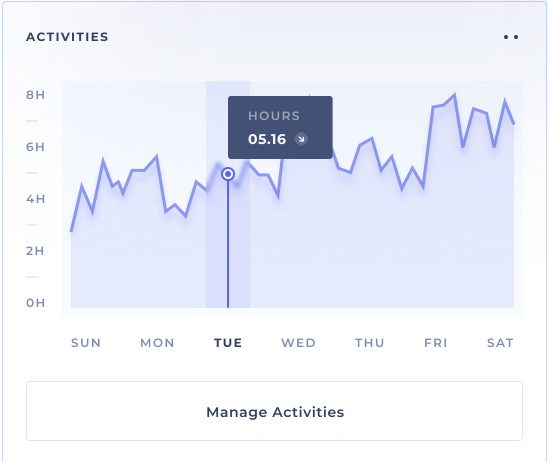 ACTIVITIES
8H
HOURS
05.16
6H
4H
2H
0H
SUN MON TUE WED THU FRI SAT
Manage Activities